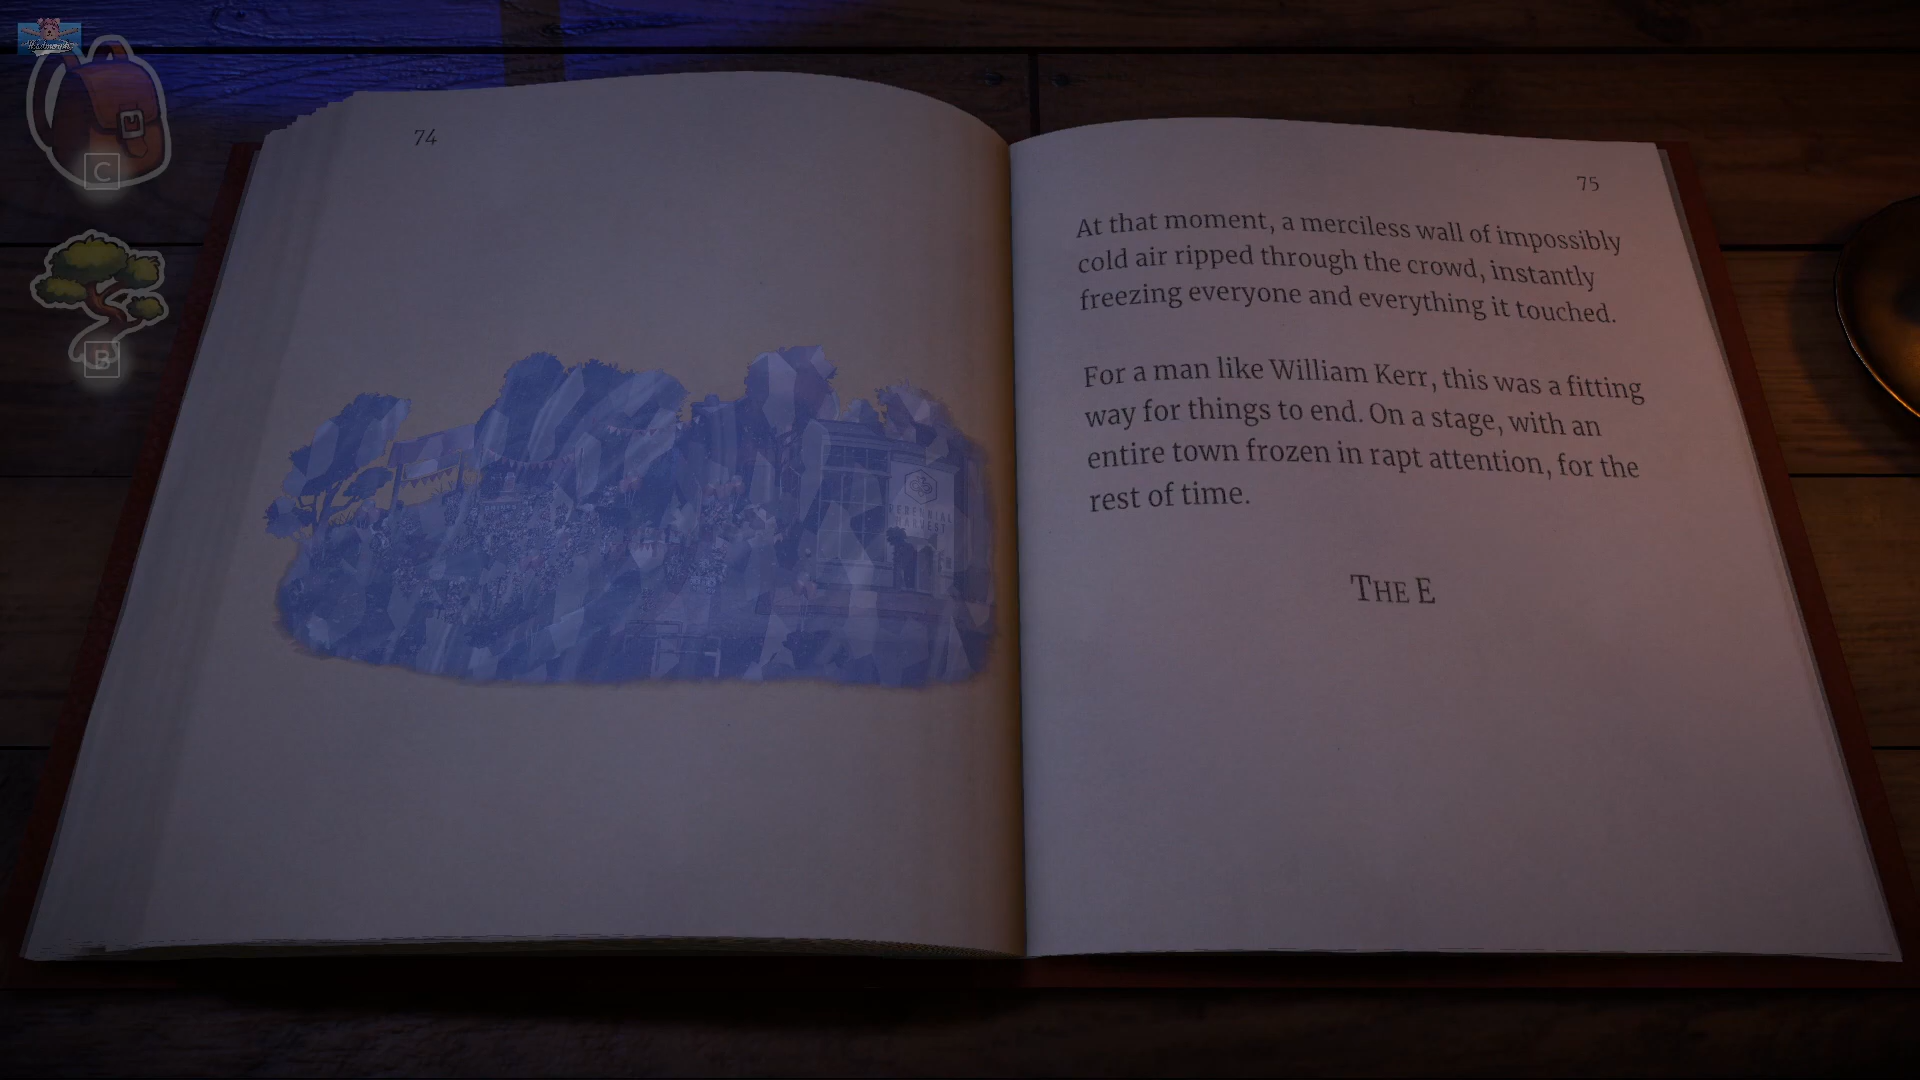 C
B
74
PERENNIAL
HARVEST
75
At that moment, a merciless wall of impossibly
cold air ripped through the crowd, instantly
freezing everyone and everything it touched.
For a man like William Kerr, this was a fitting
way for things to end. On a stage, with an
entire town frozen in rapt attention, for the
rest of time.
THE E